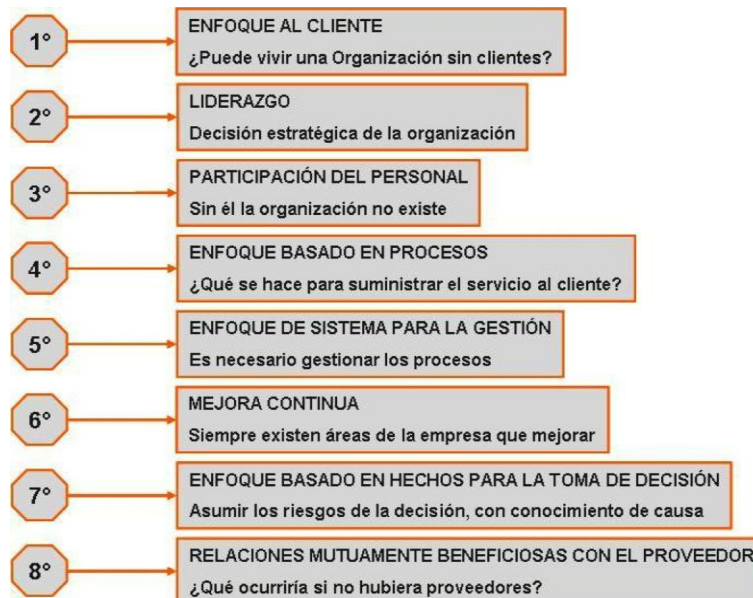 1°
ENFOQUE AL CLIENTE
¿Puede vivir una Organización sin clientes?
2°
LIDERAZGO
Decisión estratégica de la organización
3°
PARTICIPACIÓN DEL PERSONAL
Sin él la organización no existe
4°
ENFOQUE BASADO EN PROCESOS
¿Qué se hace para suministrar el servicio al cliente?
5°
ENFOQUE DE SISTEMA PARA LA GESTIÓN
Es necesario gestionar los procesos
6°
MEJORA CONTINUA
Siempre existen áreas de la empresa que mejorar
7°
ENFOQUE BASADO EN HECHOS PARA LA TOMA DE DECISIÓN
Asumir los riesgos de la decisión, con conocimiento de causa
8°
RELACIONES MUTUAMENTE BENEFICIOSAS CON EL PROVEEDOR
¿Qué ocurriría si no hubiera proveedores?